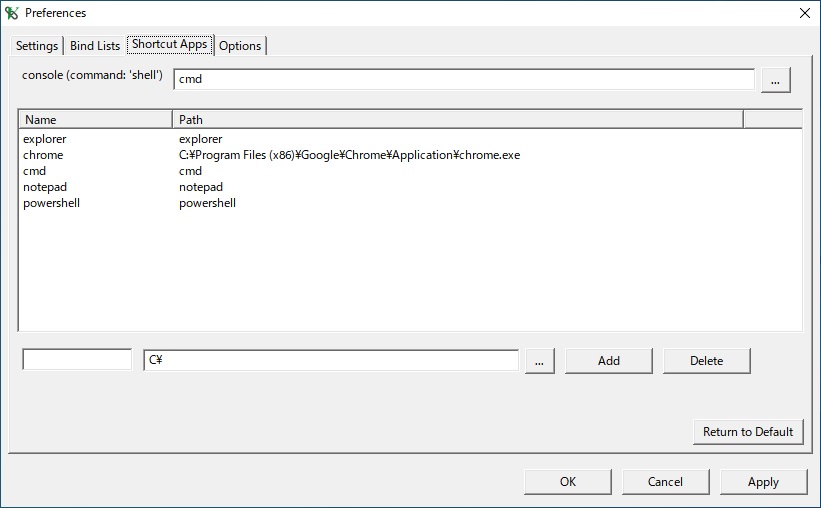 Preferences
Settings Bind Lists Shortcut Apps Options
console (command: 'shell') cmd ...
Name Path
explorer explorer
chrome C:¥Program Files (x86)¥Google¥Chrome¥Application¥chrome.exe
cmd cmd
notepad notepad
powershell powershell
C¥ ... Add Delete
Return to Default
OK Cancel Apply